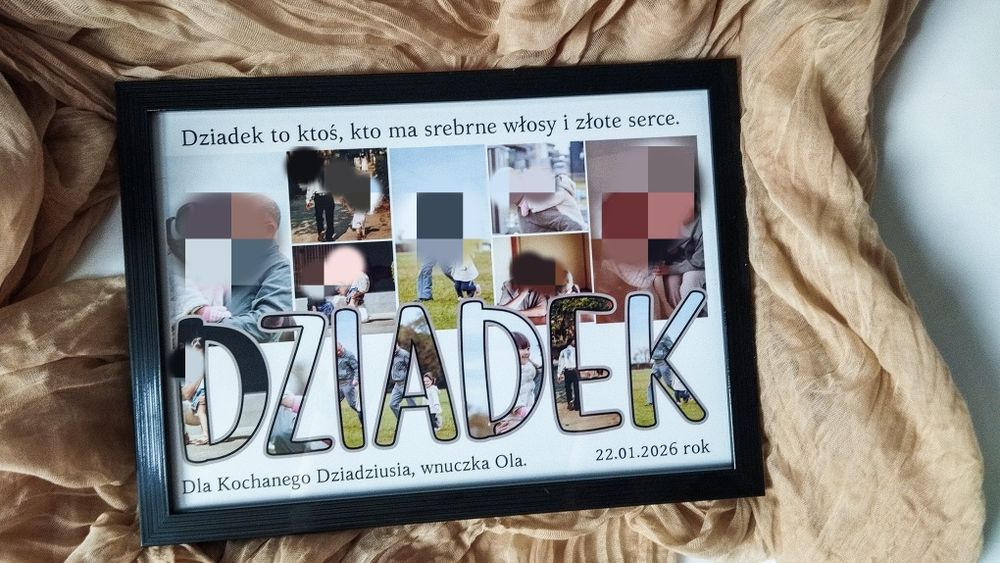 Dziadek to ktoś, kto ma srebrne włosy i złote serce.
DZIADEK
Dla Kochanego Dziadziusia, wnuczka Ola.
22.01.2026 rok